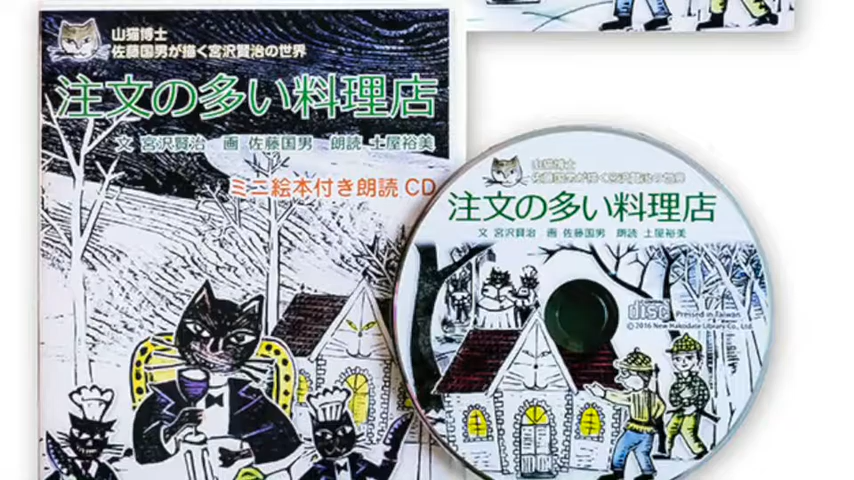 山猫博士
佐藤国男が描く宮沢賢治の世界
注文の多い料理店
文 宮沢賢治 画 佐藤国男 朗読 土屋裕美
ミニ絵本付き朗読 CD
山猫博士
佐藤国男が描く宮沢賢治の世界
注文の多い料理店
文 宮沢賢治 画 佐藤国男 朗読 土屋裕美
COMPACT disc Pressed in Taiwan
© 2016 New Hakodate Library Co., Ltd.